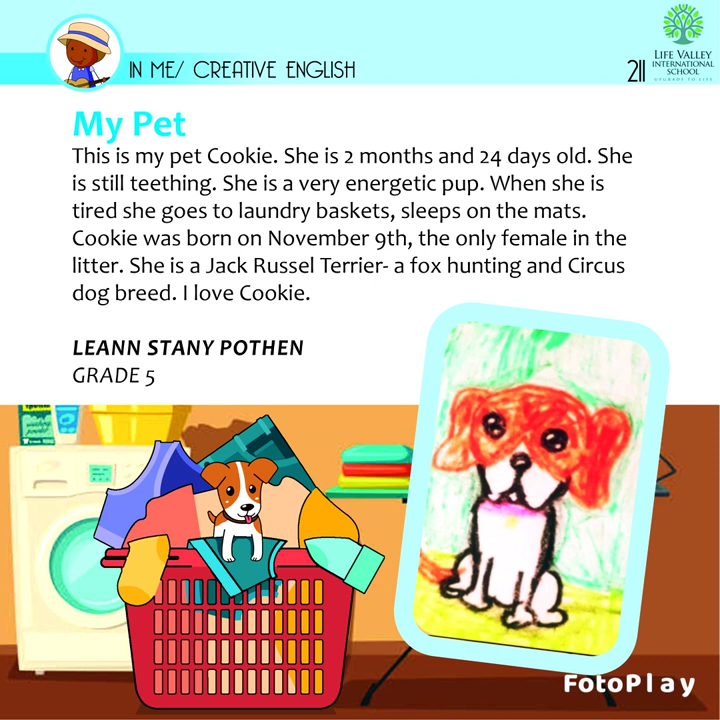 IN ME/ CREATIVE ENGLISH
211
LIFE VALLEY
INTERNATIONAL
SCHOOL
UPGRADE TO LIFE
My Pet
This is my pet Cookie. She is 2 months and 24 days old. She
is still teething. She is a very energetic pup. When she is
tired she goes to laundry baskets, sleeps on the mats.
Cookie was born on November 9th, the only female in the
litter. She is a Jack Russel Terrier- a fox hunting and Circus
dog breed. I love Cookie.
LEANN STANY POTHEN
GRADE 5
FotoPlay